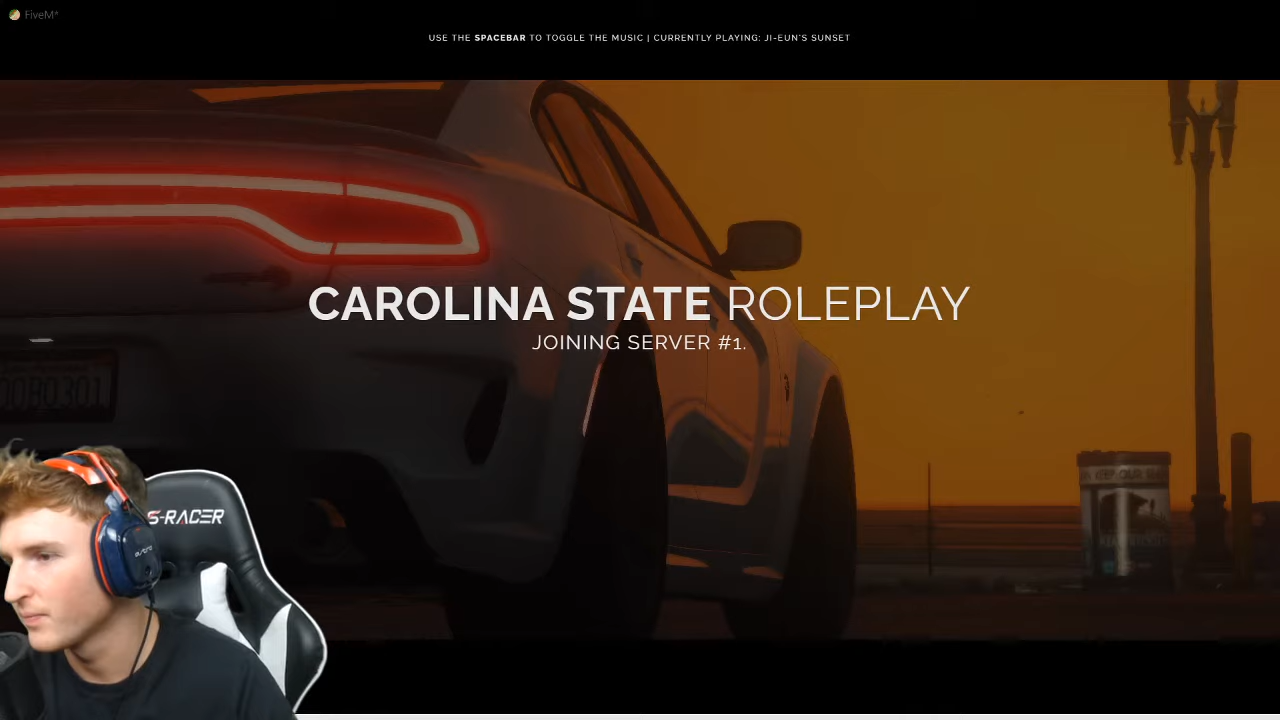 FiveM*
USE THE SPACEBAR TO TOGGLE THE MUSIC | CURRENTLY PLAYING: JI-EUN'S SUNSET
CAROLINA STATE ROLEPLAY
JOINING SERVER #1.
S-RACER
astro